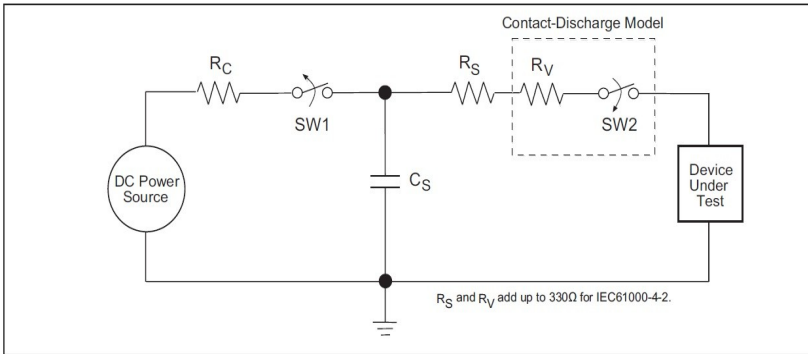 Contact-Discharge Model
RC
RS
RV
SW1
SW2
CS
DC Power
Source
Device
Under
Test
RS and RV add up to 330Ω for IEC61000-4-2.